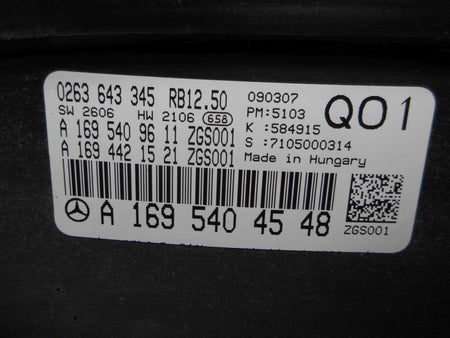 0263 643 345 RB12.50 090307 Q01
SW 2606 HW 2106 658 PM:5103
A 169 540 96 11 ZGS001 K :584915
A 169 442 15 21 ZGS001 S :7105000314
Made in Hungary
A 169 540 45 48
ZGS001